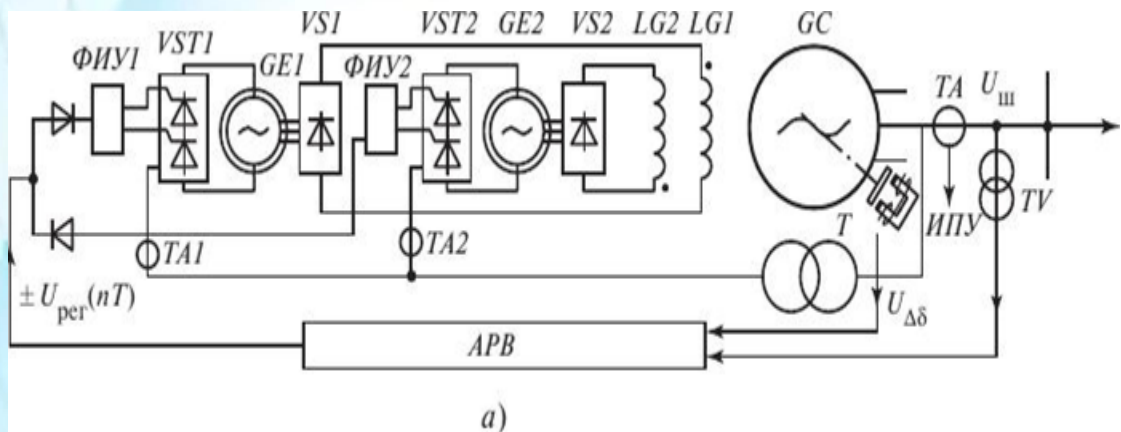 VS1 VST2 GE2 VS2 LG2 LG1 GC
VST1
ФИУ1 GE1 ФИУ2 TA U_ш
T ИПУ TV
TA1 TA2
± U_рег(nT) U_Δδ
АРВ
а)